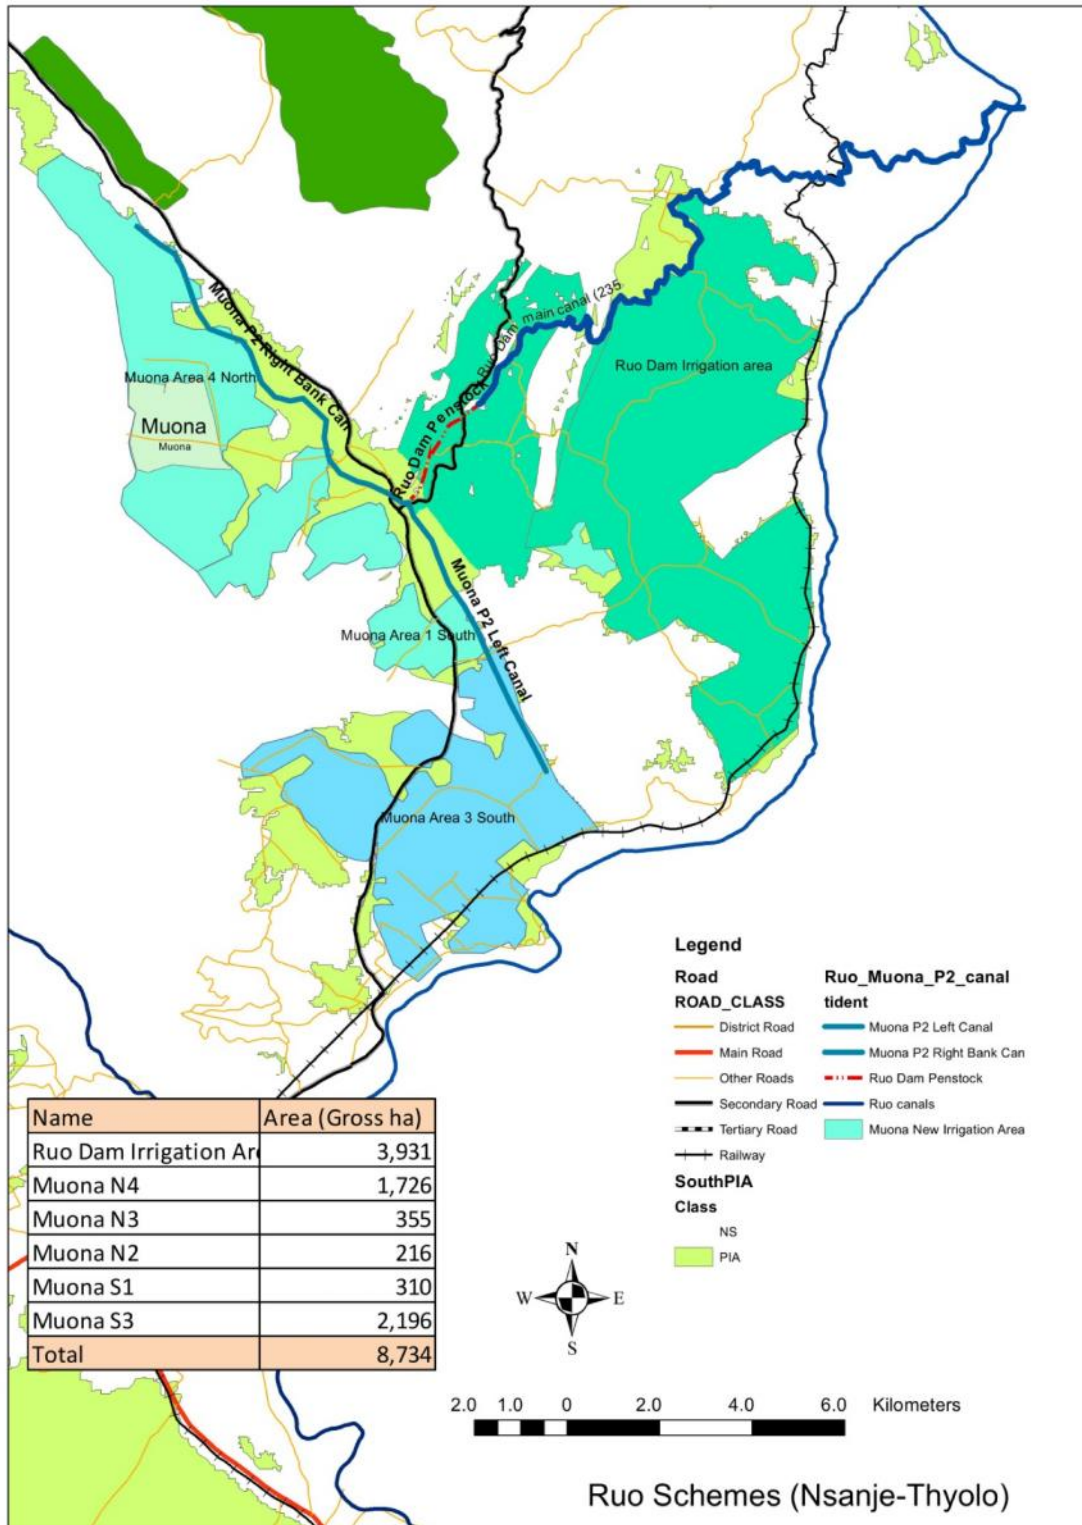 Muona P2 Right Bank Can
Ruo Dam main canal (235
Ruo Dam Irrigation area
Muona Area 4 North
Muona
Muona
Ruo Dam Penstock
Muona P2 Left Canal
Muona Area 1 South
Muona Area 3 South
Legend
Road
ROAD_CLASS
District Road
Main Road
Other Roads
Secondary Road
Tertiary Road
Railway
SouthPIA
Class
NS
PIA
Ruo_Muona_P2_canal
tident
Muona P2 Left Canal
Muona P2 Right Bank Can
Ruo Dam Penstock
Ruo canals
Muona New Irrigation Area
Name Area (Gross ha)
Ruo Dam Irrigation Are 3,931
Muona N4 1,726
Muona N3 355
Muona N2 216
Muona S1 310
Muona S3 2,196
Total 8,734
N
W E
S
2.0 1.0 0 2.0 4.0 6.0 Kilometers
Ruo Schemes (Nsanje-Thyolo)